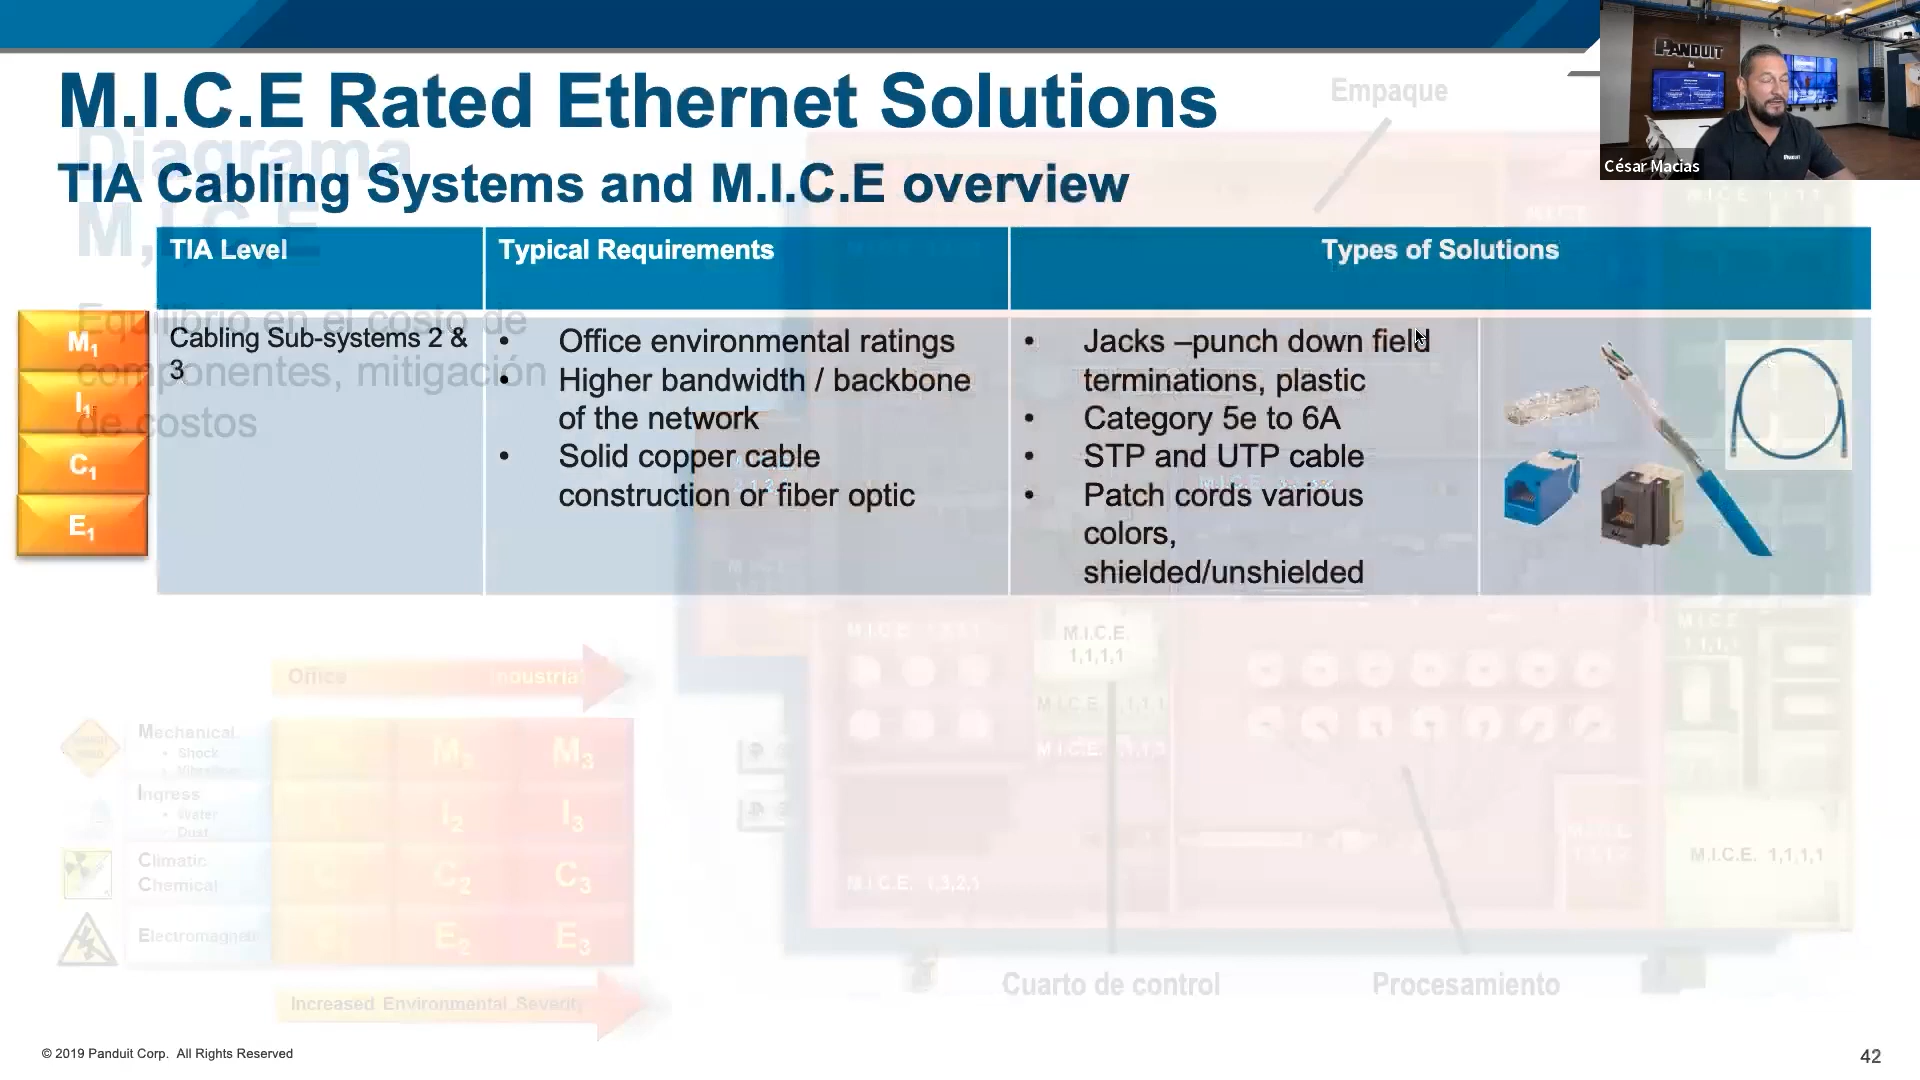 M.I.C.E Rated Ethernet Solutions
TIA Cabling Systems and M.I.C.E overview
Diagrama
M,I,C,E
Equilibrio en el costo de
componentes, mitigación
de costos
Empaque
PANDUIT
César Macias
TIA Level
Typical Requirements
Types of Solutions
M1
I1
C1
E1
Cabling Sub-systems 2 &
3
• Office environmental ratings
• Higher bandwidth / backbone
of the network
• Solid copper cable
construction or fiber optic
• Jacks –punch down field
terminations, plastic
• Category 5e to 6A
• STP and UTP cable
• Patch cords various
colors,
shielded/unshielded
Office
Industrial
Mechanical
• Shock
• Vibration
Ingress
• Water
• Dust
Climatic
Chemical
Electromagnetic
M2
M3
I2
I3
C2
C3
E2
E3
Increased Environmental Severity
M.I.C.E.
1,1,1,1
M.I.C.E. 1,3,2,1
M.I.C.E. 1,1,1,1
Cuarto de control
Procesamiento
© 2019 Panduit Corp. All Rights Reserved
42